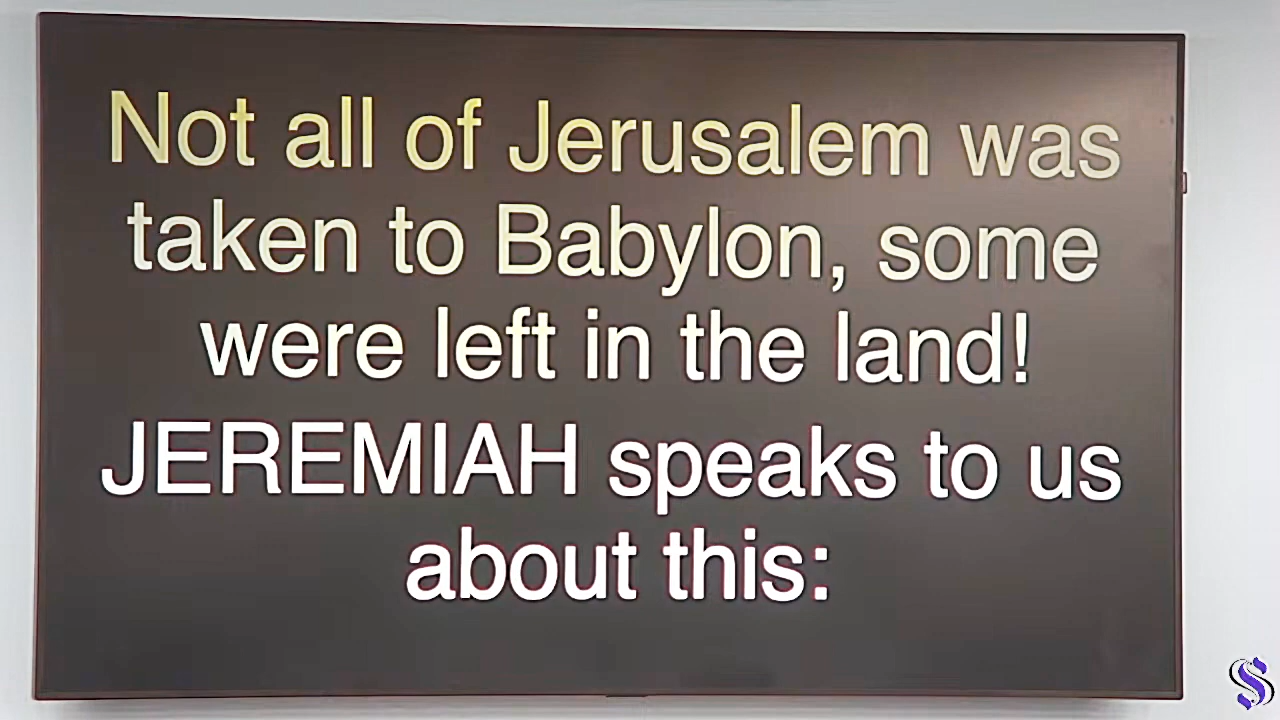 Not all of Jerusalem was
taken to Babylon, some
were left in the land!
JEREMIAH speaks to us
about this:
S